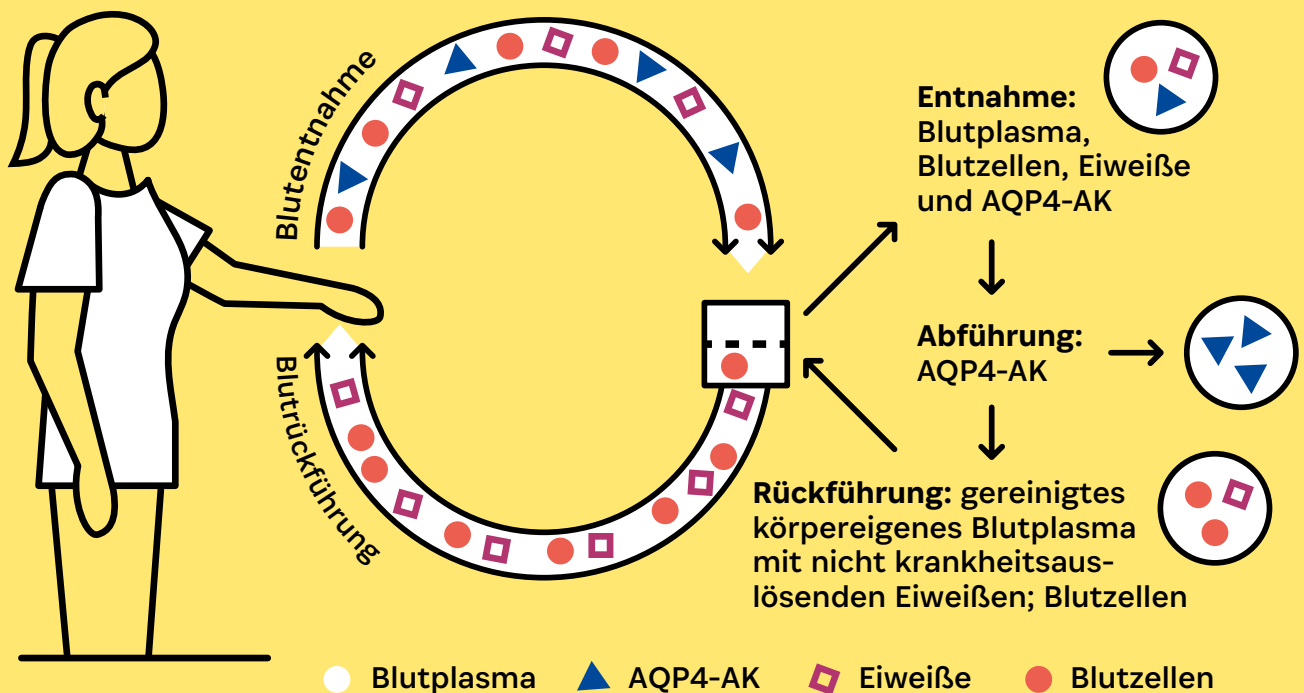 Blutentnahme
Entnahme:
Blutplasma,
Blutzellen, Eiweiße
und AQP4-AK
Abführung:
AQP4-AK
Blutrückführung
Rückführung: gereinigtes
körpereigenes Blutplasma
mit nicht krankheitsaus-
lösenden Eiweißen; Blutzellen
Blutplasma
AQP4-AK
Eiweiße
Blutzellen